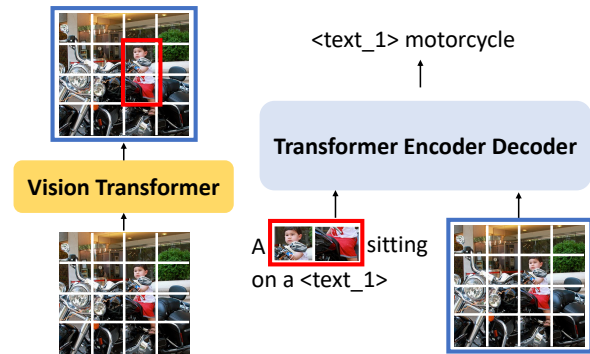 <text_1> motorcycle
Transformer Encoder Decoder
Vision Transformer
A sitting
on a <text_1>